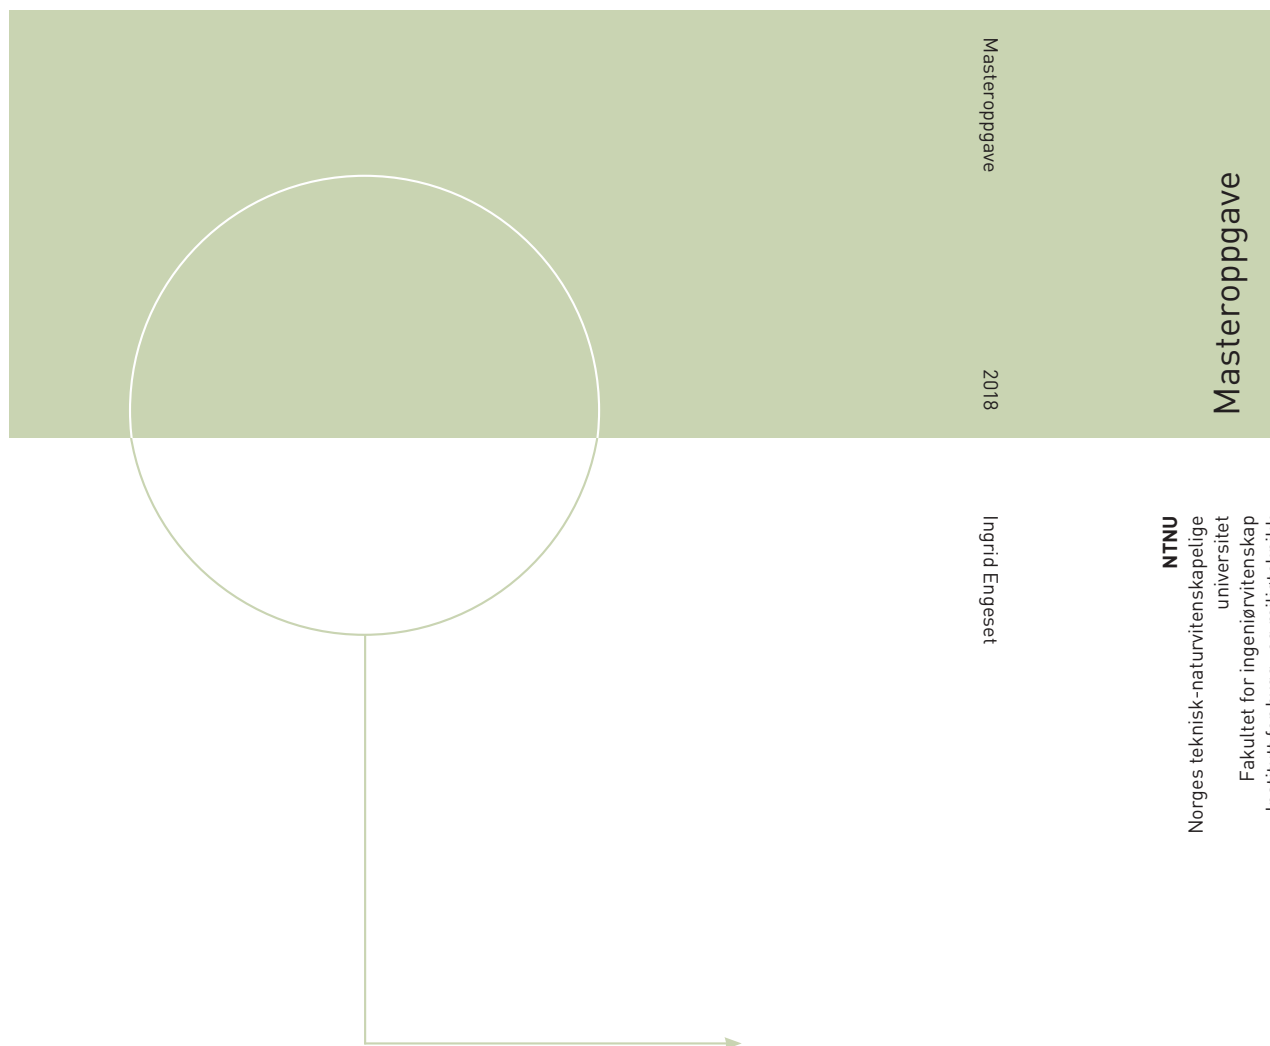 Masteroppgave
2018
Ingrid Engeset
Masteroppgave
NTNU
Norges teknisk-naturvitenskapelige
universitet
Fakultet for ingeniørvitenskap